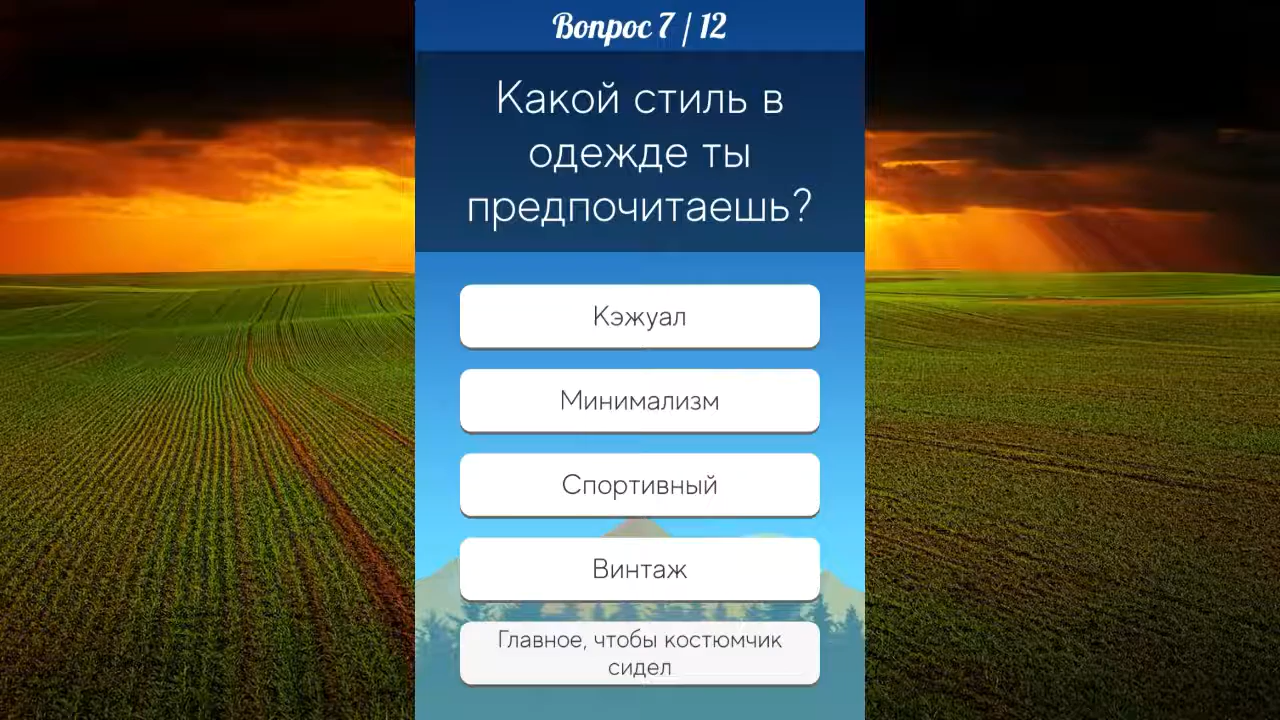 Вопрос 7 / 12
Какой стиль в
одежде ты
предпочитаешь?
Кэжуал
Минимализм
Спортивный
Винтаж
Главное, чтобы костюмчик
сидел